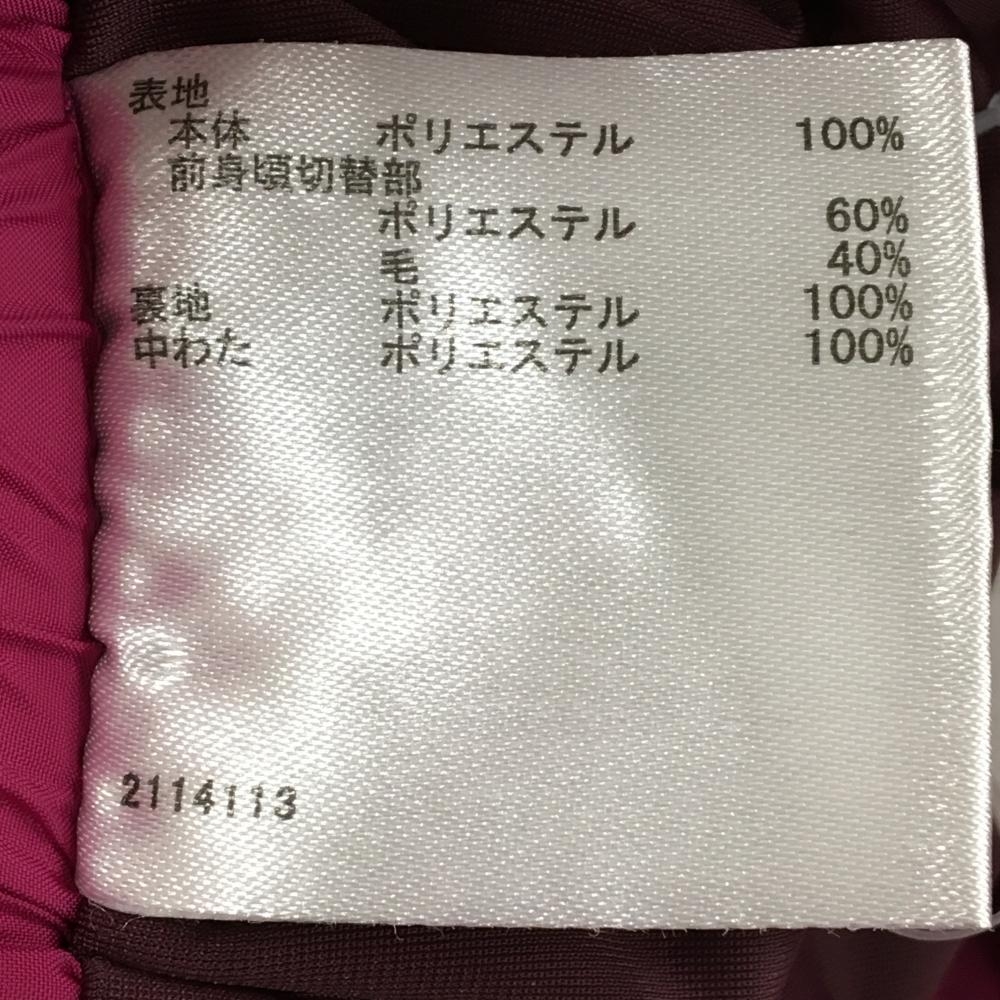 表地
本体 ポリエステル 100%
前身頃切替部
ポリエステル 60%
毛 40%
裏地 ポリエステル 100%
中わた ポリエステル 100%
2114113